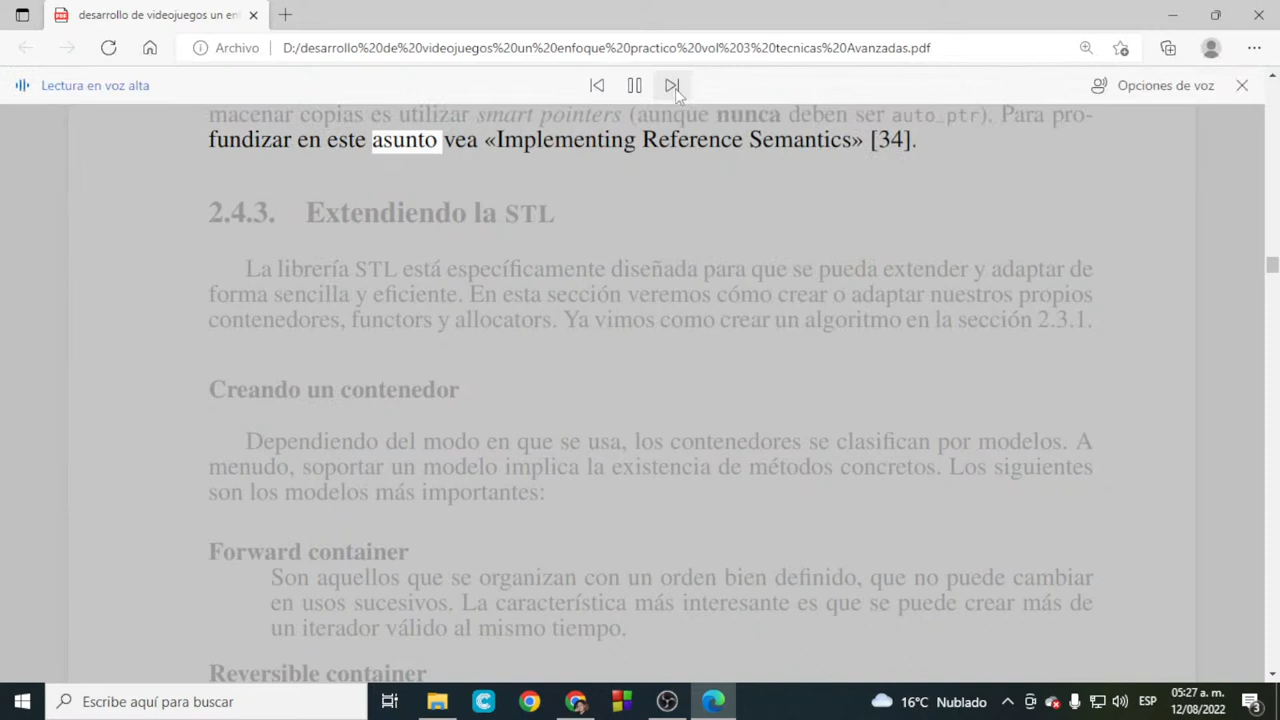 desarrollo de videojuegos un en
Archivo
D:/desarrollo%20de%20videojuegos%20un%20enfoque%20practico%20vol%203%20tecnicas%20Avanzadas.pdf
Lectura en voz alta
Opciones de voz
macenar copias es utilizar smart pointers (aunque nunca deben ser auto_ptr). Para pro-
fundizar en este asunto vea «Implementing Reference Semantics» [34].
2.4.3. Extendiendo la STL
La librería STL está específicamente diseñada para que se pueda extender y adaptar de
forma sencilla y eficiente. En esta sección veremos cómo crear o adaptar nuestros propios
contenedores, functors y allocators. Ya vimos como crear un algoritmo en la sección 2.3.1.
Creando un contenedor
Dependiendo del modo en que se usa, los contenedores se clasifican por modelos. A
menudo, soportar un modelo implica la existencia de métodos concretos. Los siguientes
son los modelos más importantes:
Forward container
Son aquellos que se organizan con un orden bien definido, que no puede cambiar
en usos sucesivos. La característica más interesante es que se puede crear más de
un iterador válido al mismo tiempo.
Reversible container
Escribe aquí para buscar
16°C Nublado
ESP
05:27 a. m.
12/08/2022
3